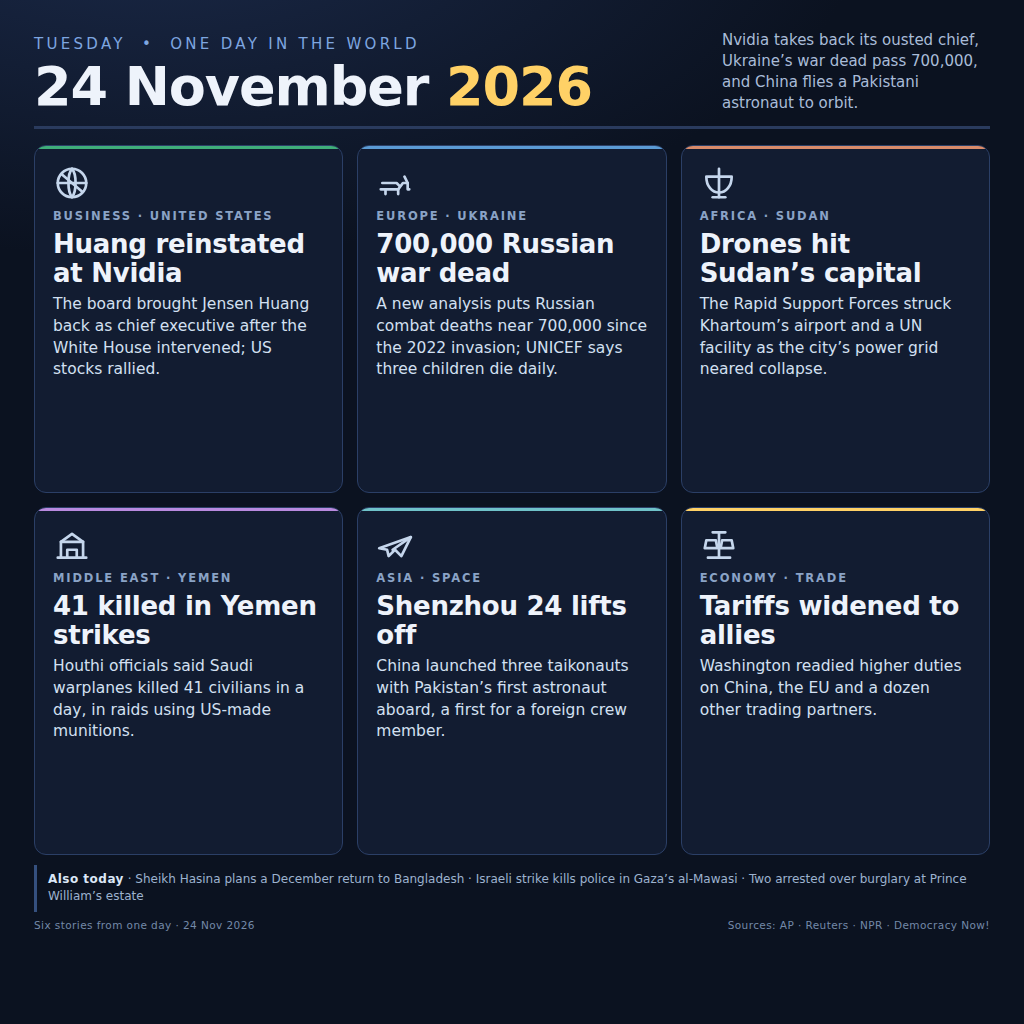 TUESDAY • ONE DAY IN THE WORLD
24 November 2026
Nvidia takes back its ousted chief,
Ukraine’s war dead pass 700,000,
and China flies a Pakistani
astronaut to orbit.
BUSINESS · UNITED STATES
Huang reinstated
at Nvidia
The board brought Jensen Huang
back as chief executive after the
White House intervened; US
stocks rallied.
EUROPE · UKRAINE
700,000 Russian
war dead
A new analysis puts Russian
combat deaths near 700,000 since
the 2022 invasion; UNICEF says
three children die daily.
AFRICA · SUDAN
Drones hit
Sudan’s capital
The Rapid Support Forces struck
Khartoum’s airport and a UN
facility as the city’s power grid
neared collapse.
MIDDLE EAST · YEMEN
41 killed in Yemen
strikes
Houthi officials said Saudi
warplanes killed 41 civilians in a
day, in raids using US-made
munitions.
ASIA · SPACE
Shenzhou 24 lifts
off
China launched three taikonauts
with Pakistan’s first astronaut
aboard, a first for a foreign crew
member.
ECONOMY · TRADE
Tariffs widened to
allies
Washington readied higher duties
on China, the EU and a dozen
other trading partners.
Also today · Sheikh Hasina plans a December return to Bangladesh · Israeli strike kills police in Gaza’s al-Mawasi · Two arrested over burglary at Prince
William’s estate
Six stories from one day · 24 Nov 2026
Sources: AP · Reuters · NPR · Democracy Now!